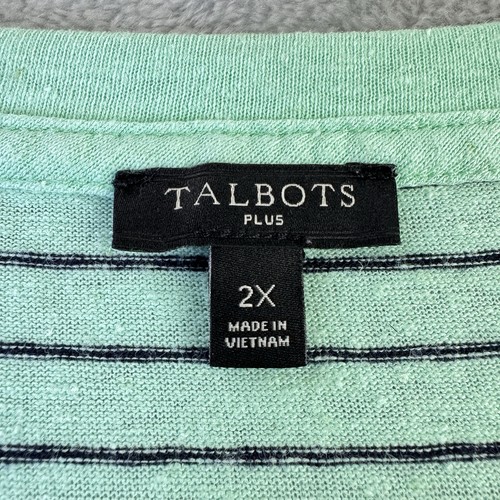 TALBOTS
PLUS
2X
MADE IN
VIETNAM